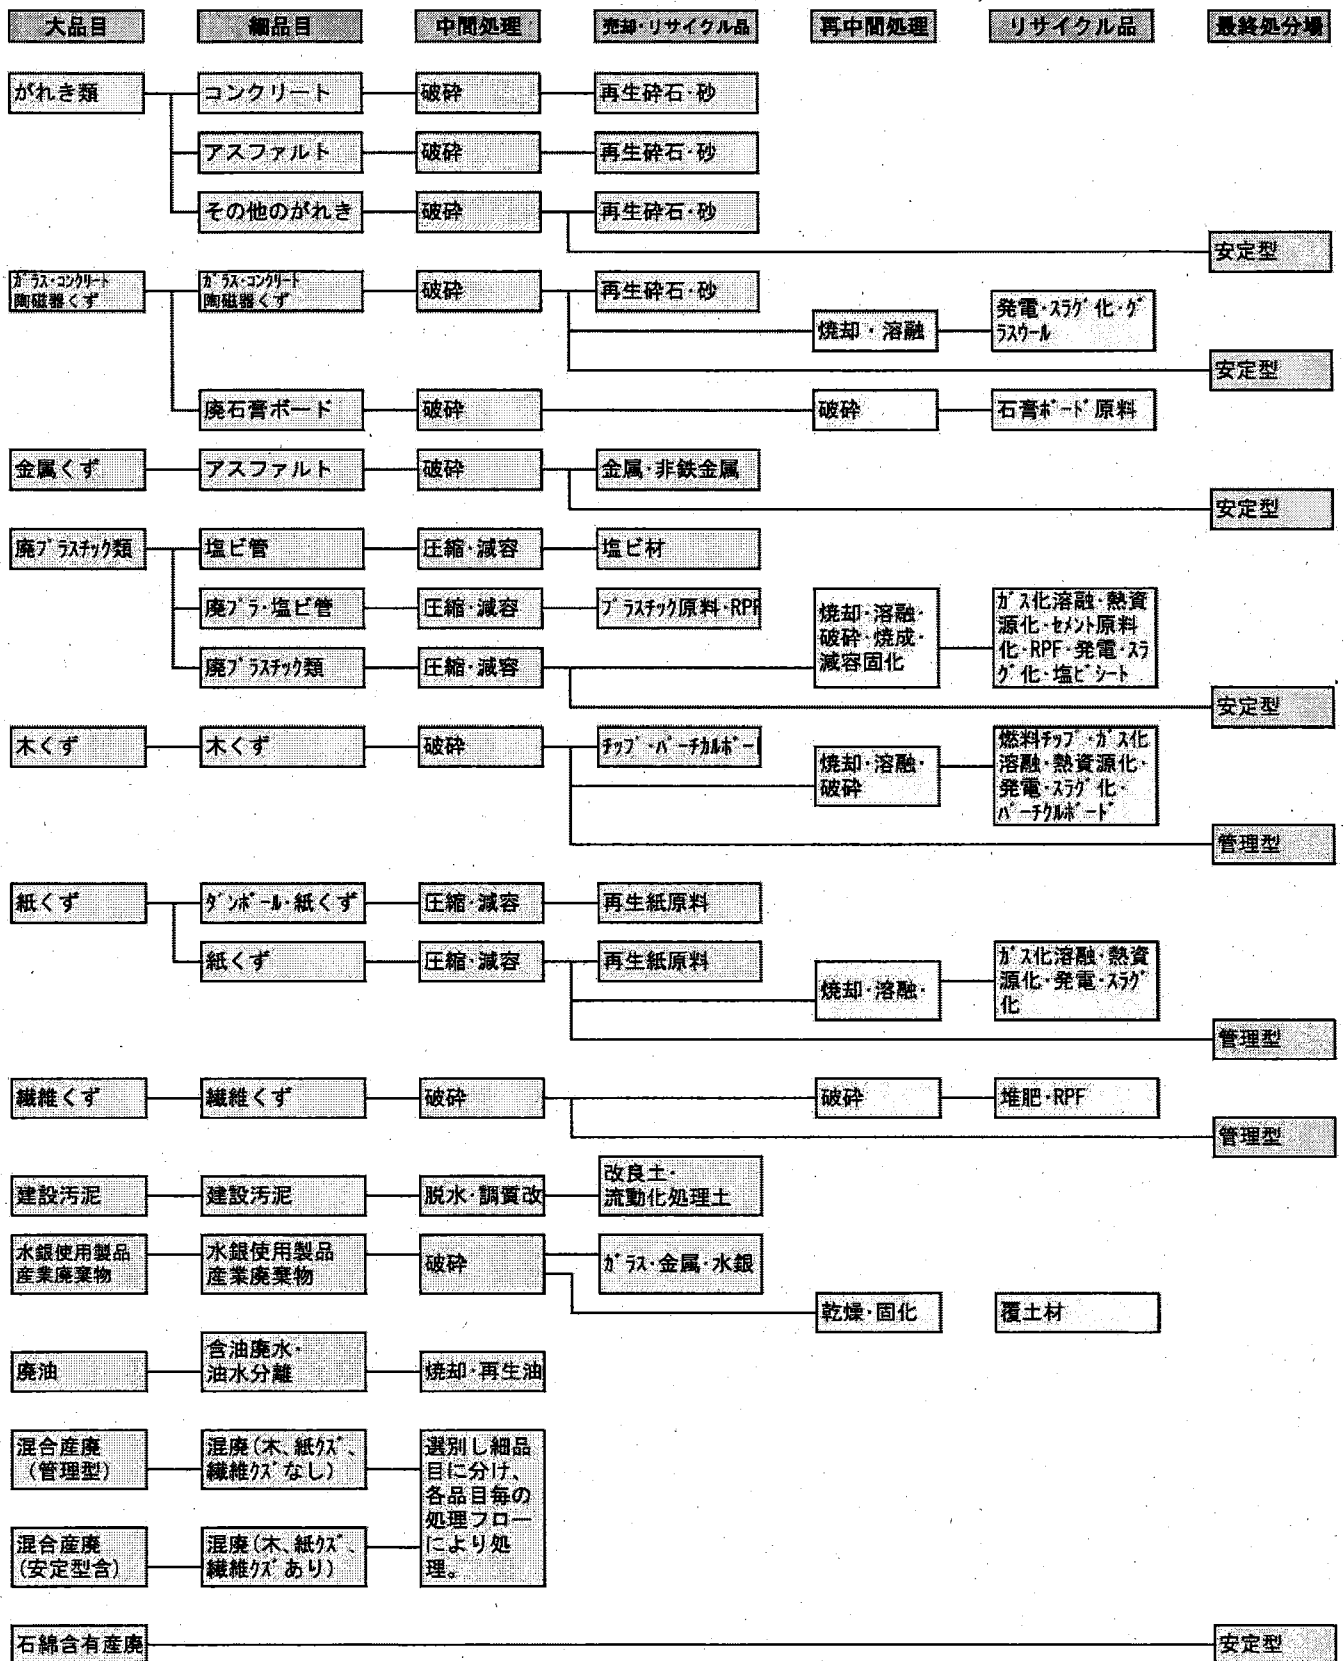 大品目
細品目
中間処理
売却・リサイクル品
再中間処理
リサイクル品
最終処分場
がれき類
コンクリート
破砕
再生砕石・砂
アスファルト
破砕
再生砕石・砂
その他のがれき
破砕
再生砕石・砂
安定型
ガラス・コンクリート
陶磁器くず
ガラス・コンクリート
陶磁器くず
破砕
再生砕石・砂
焼却・溶融
発電・スラグ化・グ
ラスウール
安定型
廃石膏ボード
破砕
破砕
石膏ボード原料
金属くず
アスファルト
破砕
金属・非鉄金属
安定型
廃プラスチック類
塩ビ管
圧縮・減容
塩ビ材
廃プラ・塩ビ管
圧縮・減容
プラスチック原料・RPF
廃プラスチック類
圧縮・減容
焼却・溶融・
破砕・焼成・
減容固化
ガス化溶融・熱資
源化・セメント原料
化・RPF・発電・スラ
グ化・塩ビシート
安定型
木くず
木くず
破砕
チップ・パーチカルボー
焼却・溶融・
破砕
燃料チップ・ガス化
溶融・熱資源化・
発電・スラグ化・
パーチクルボード
管理型
紙くず
ダンボール・紙くず
圧縮・減容
再生紙原料
紙くず
圧縮・減容
再生紙原料
焼却・溶融・
ガス化溶融・熱資
源化・発電・スラグ
化
管理型
繊維くず
繊維くず
破砕
破砕
堆肥・RPF
管理型
建設汚泥
建設汚泥
脱水・調質改
改良土・
流動化処理土
水銀使用製品
産業廃棄物
水銀使用製品
産業廃棄物
破砕
ガラス・金属・水銀
乾燥・固化
覆土材
廃油
含油廃水・
油水分離
焼却・再生油
混合産廃
(管理型)
混廃(木、紙クズ、
繊維クズなし)
選別し細品
目に分け、
各品目毎の
処理フロー
により処
理。
混合産廃
(安定型含)
混廃(木、紙クズ、
繊維クズあり)
石綿含有産廃
安定型